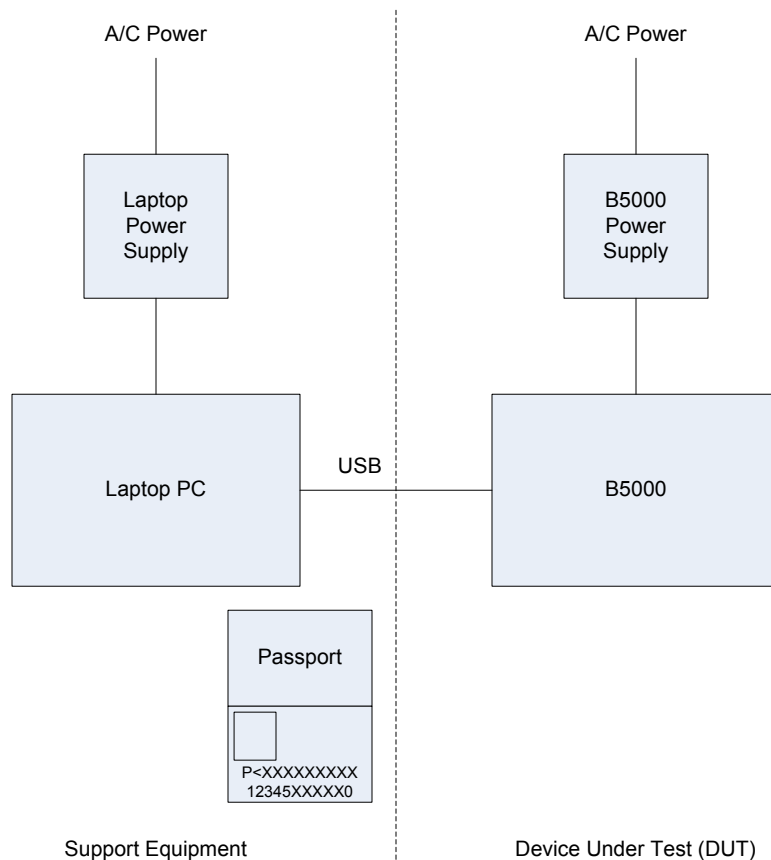 A/C Power
A/C Power
Laptop
Power
Supply
B5000
Power
Supply
Laptop PC
USB
B5000
Passport
P<XXXXXXXXX
12345XXXXX0
Support Equipment
Device Under Test (DUT)